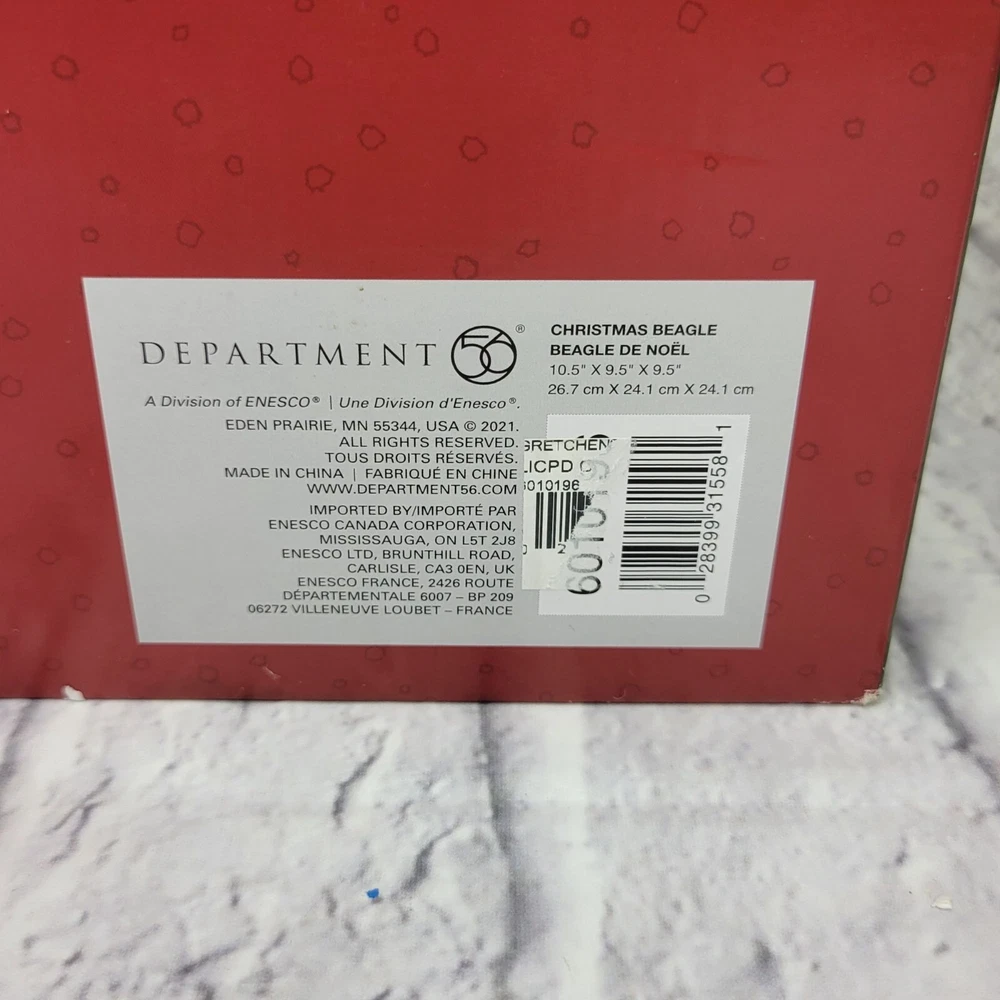 DEPARTMENT 56®
A Division of ENESCO® | Une Division d'Enesco®.
EDEN PRAIRIE, MN 55344, USA © 2021.
ALL RIGHTS RESERVED.
TOUS DROITS RÉSERVÉS.
MADE IN CHINA | FABRIQUÉ EN CHINE
WWW.DEPARTMENT56.COM
IMPORTED BY/IMPORTÉ PAR
ENESCO CANADA CORPORATION,
MISSISSAUGA, ON L5T 2J8
ENESCO LTD, BRUNTHILL ROAD,
CARLISLE, CA3 0EN, UK
ENESCO FRANCE, 2426 ROUTE
DÉPARTEMENTALE 6007 – BP 209
06272 VILLENEUVE LOUBET – FRANCE
CHRISTMAS BEAGLE
BEAGLE DE NOËL
10.5" X 9.5" X 9.5"
26.7 cm X 24.1 cm X 24.1 cm
GRETCHEN
LICPD
6010196
0 28399 31558 1